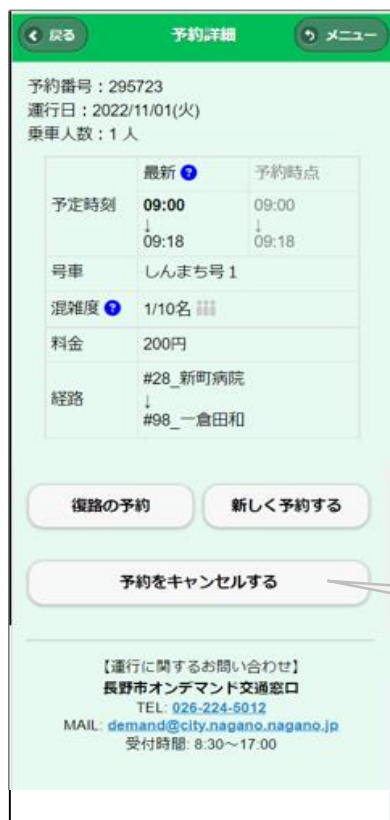 戻る 予約詳細 メニュー
予約番号：295723
運行日：2022/11/01(火)
乗車人数：1 人
最新 ? 予約時点
予定時刻 09:00 09:00
↓ ↓
09:18 09:18
号車 しんまち号 1
混雑度 ? 1/10名
料金 200円
経路 #28_新町病院
↓
#98_一倉田和
復路の予約 新しく予約する
予約をキャンセルする
【運行に関するお問い合わせ】
長野市オンデマンド交通窓口
TEL: 026-224-5012
MAIL: demand@city.nagano.nagano.jp
受付時間: 8:30～17:00